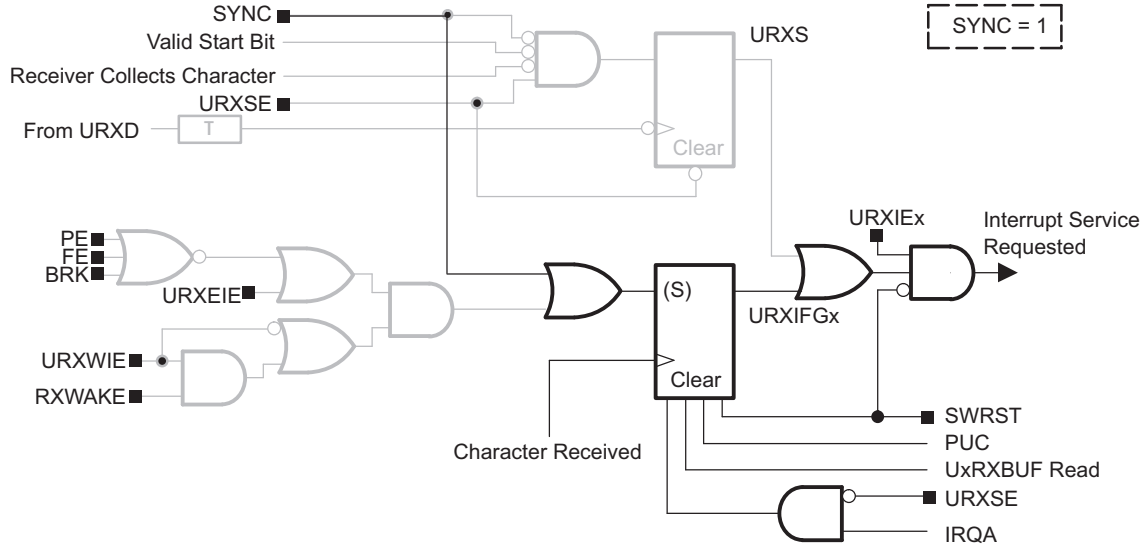 SYNC
Valid Start Bit
Receiver Collects Character
URXSE
From URXD
T
Clear
URXS
SYNC = 1
PE
FE
BRK
URXEIE
URXWIE
RXWAKE
(S)
Clear
Character Received
URXIFGx
URXIEx
Interrupt Service
Requested
SWRST
PUC
UxRXBUF Read
URXSE
IRQA